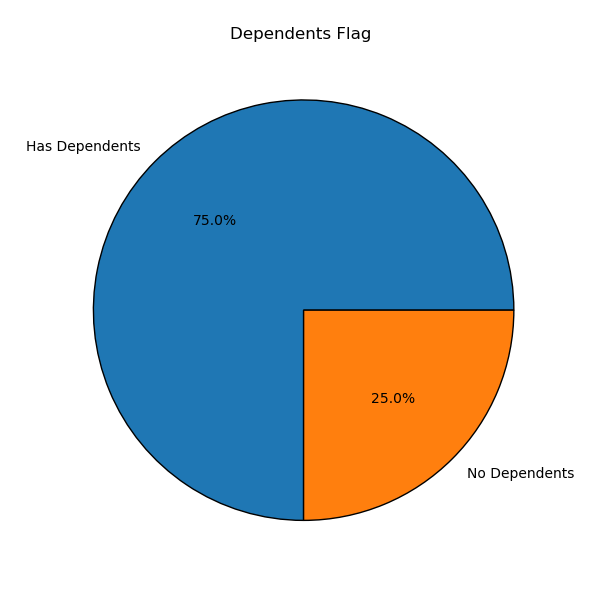 Dependents Flag
Has Dependents
75.0%
25.0%
No Dependents